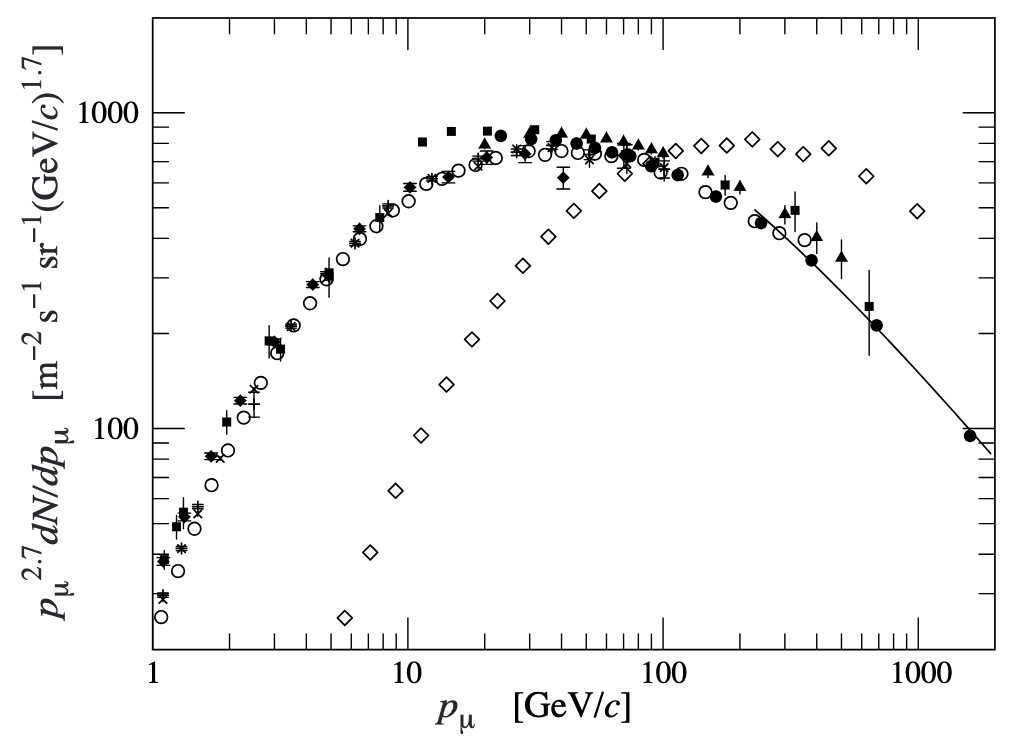 p_μ^2.7 dN/dp_μ [m^−2 s^−1 sr^−1 (GeV/c)^1.7]
1000
100
1 10 100 1000
p_μ [GeV/c]